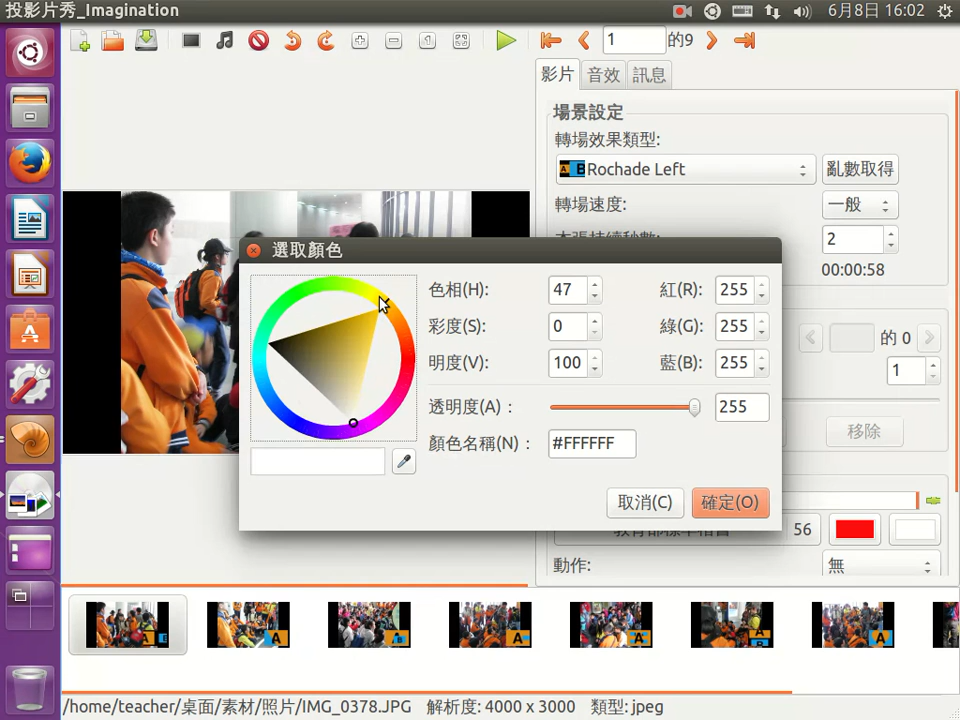 投影片秀_Imagination
6月8日 16:02
1 的9
影片 音效 訊息
場景設定
轉場效果類型:
Rochade Left 亂數取得
轉場速度: 一般
2
00:00:58
選取顏色
色相(H): 47 紅(R): 255
彩度(S): 0 綠(G): 255
明度(V): 100 藍(B): 255
透明度(A)： 255
顏色名稱(N)： #FFFFFF
取消(C) 確定(O)
的 0
1
移除
56
動作: 無
/home/teacher/桌面/素材/照片/IMG_0378.JPG 解析度: 4000 x 3000 類型: jpeg